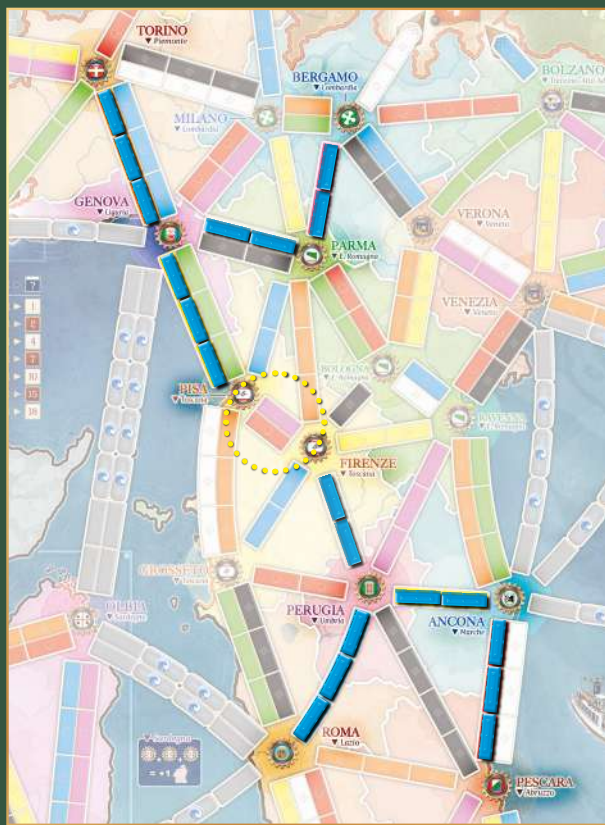 TORINO
▼ Piemonte
BERGAMO
▼ Lombardia
BOLZANO
MILANO
▼ Lombardia
GENOVA
▼ Liguria
VERONA
▼ Veneto
PARMA
▼ E. Romagna
VENEZIA
▼ Veneto
?
1
2
4
7
10
15
18
BOLOGNA
▼ E. Romagna
PISA
▼ Toscana
RAVENNA
▼ E. Romagna
FIRENZE
▼ Toscana
GROSSETO
▼ Toscana
OLBIA
▼ Sardegna
PERUGIA
▼ Umbria
ANCONA
▼ Marche
ROMA
▼ Lazio
▼ Sardegna
= +1
PESCARA
▼ Abruzzo